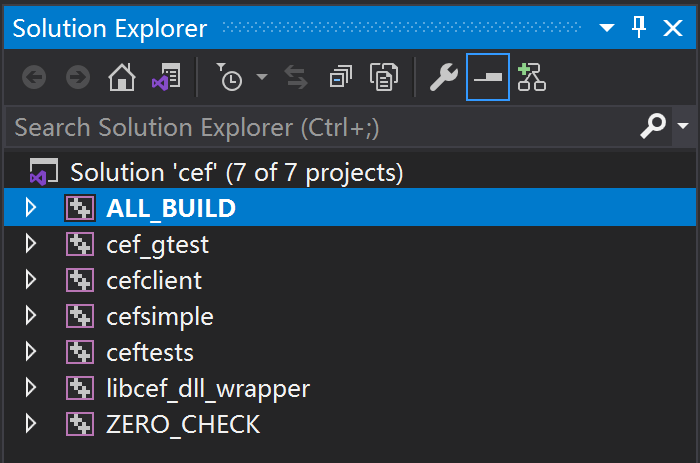 Solution Explorer
Search Solution Explorer (Ctrl+;)
Solution 'cef' (7 of 7 projects)
ALL_BUILD
cef_gtest
cefclient
cefsimple
ceftests
libcef_dll_wrapper
ZERO_CHECK